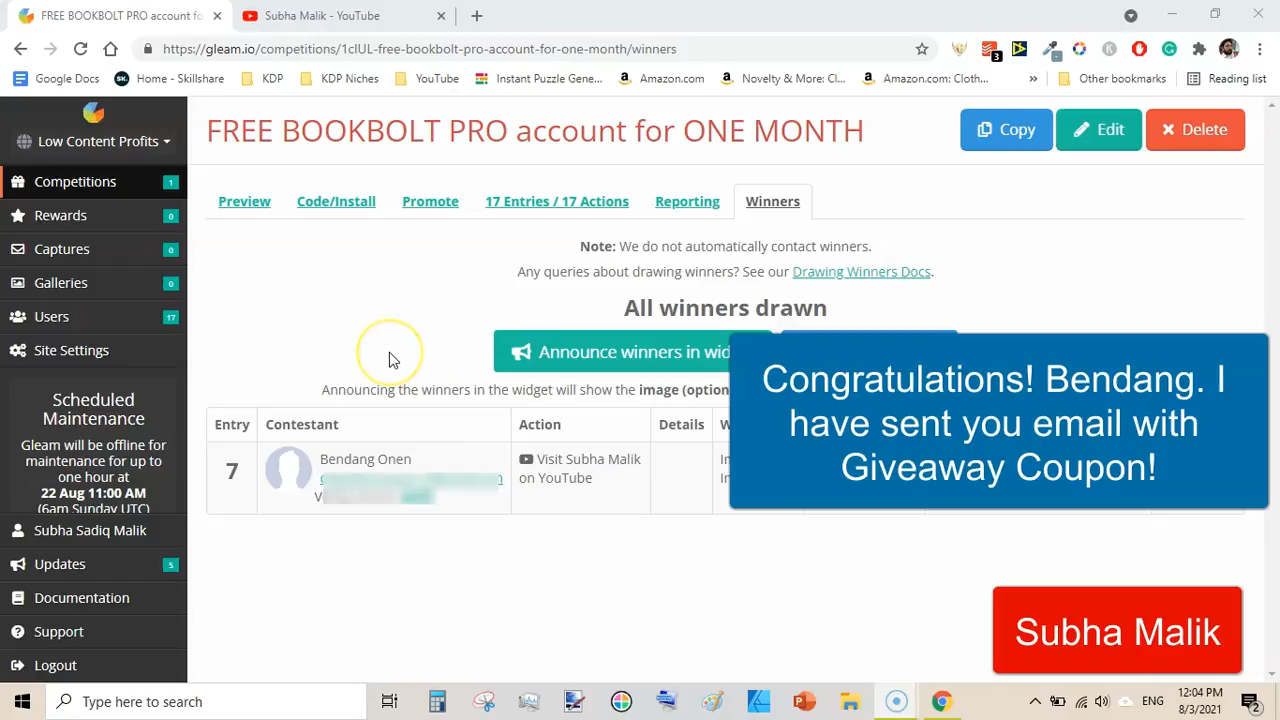 FREE BOOKBOLT PRO account fo
Subha Malik - YouTube
https://gleam.io/competitions/1clUL-free-bookbolt-pro-account-for-one-month/winners
3
Google Docs
Home - Skillshare
KDP
KDP Niches
YouTube
Instant Puzzle Gene...
Amazon.com
Novelty & More Cl...
Amazon.com: Cloth...
»
Other bookmarks
Reading list
Low Content Profits
Competitions 1
Rewards 0
Captures 0
Galleries 0
Users 17
Site Settings
Scheduled
Maintenance
Gleam will be offline for
maintenance for up to
one hour at
22 Aug 11:00 AM
(6am Sunday UTC)
Subha Sadiq Malik
Updates 5
Documentation
Support
Logout
FREE BOOKBOLT PRO account for ONE MONTH
Copy
Edit
Delete
Preview
Code/Install
Promote
17 Entries / 17 Actions
Reporting
Winners
Note: We do not automatically contact winners.
Any queries about drawing winners? See our Drawing Winners Docs.
All winners drawn
Announce winners in wid
Announcing the winners in the widget will show the image (option
Entry Contestant Action Details W
7
Bendang Onen
Visit Subha Malik
on YouTube
Congratulations! Bendang. I
have sent you email with
Giveaway Coupon!
Subha Malik
Type here to search
ENG
12:04 PM
8/3/2021
2